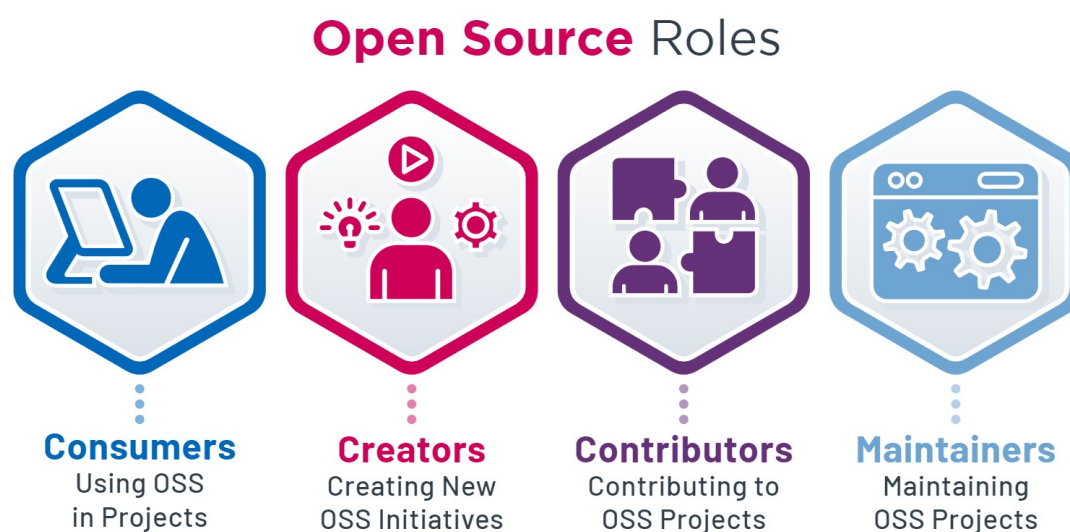 Open Source Roles
Consumers
Using OSS
in Projects
Creators
Creating New
OSS Initiatives
Contributors
Contributing to
OSS Projects
Maintainers
Maintaining
OSS Projects